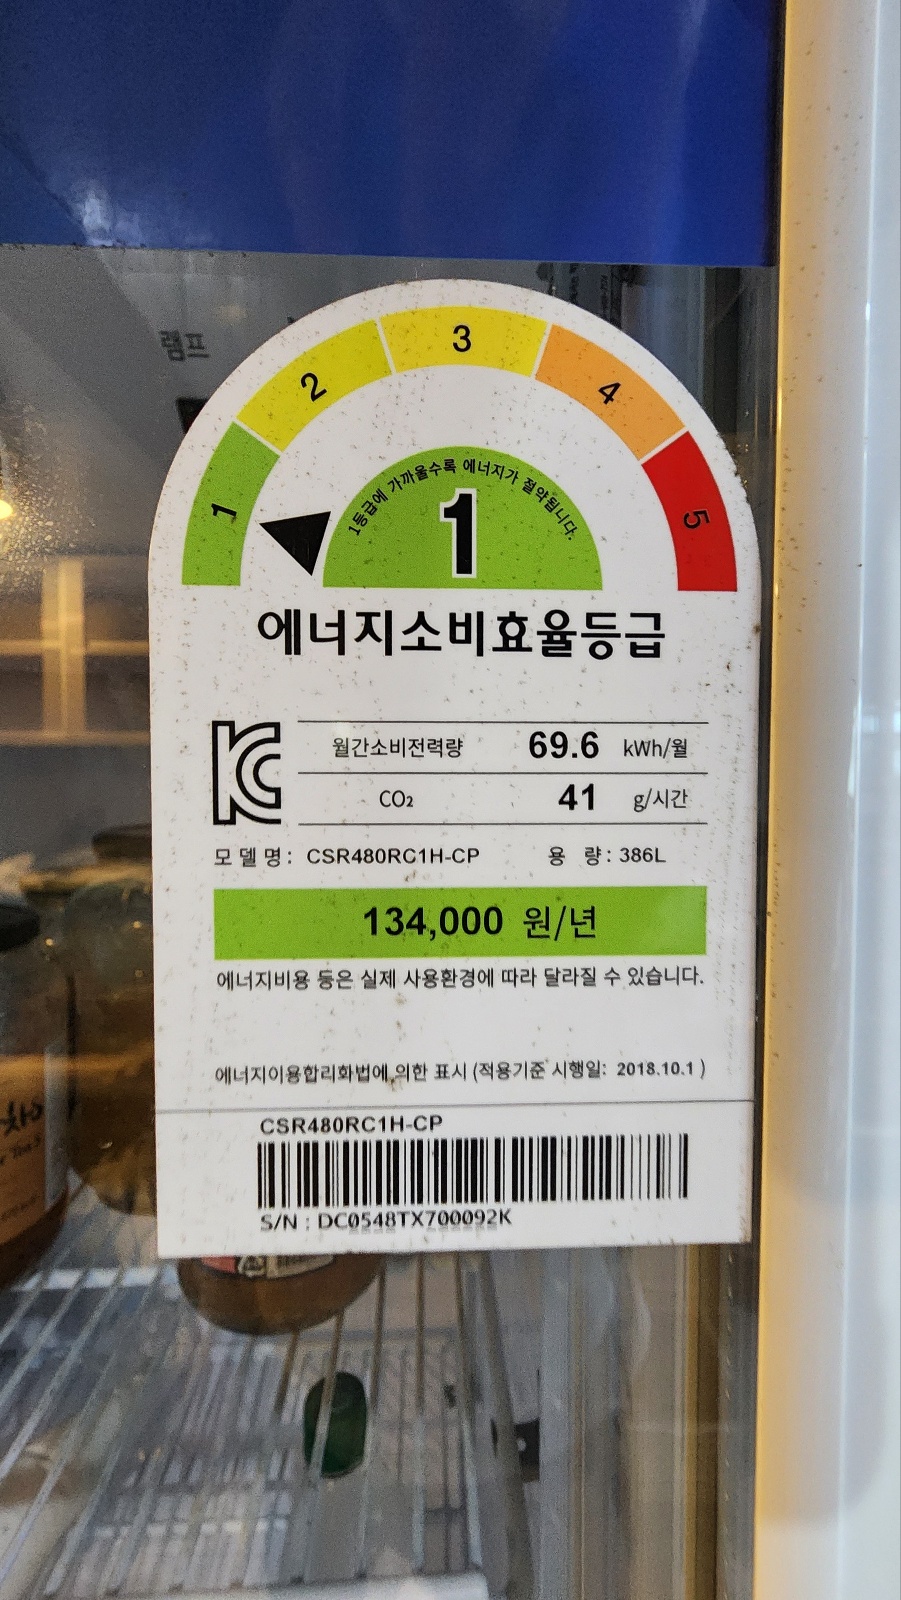 램프
3
2
4
1
5
1등급에 가까울수록 에너지가 절약됩니다.
1
에너지소비효율등급
월간소비전력량 69.6 kWh/월
CO₂ 41 g/시간
모델명: CSR480RC1H-CP 용 량: 386L
134,000 원/년
에너지비용 등은 실제 사용환경에 따라 달라질 수 있습니다.
에너지이용합리화법에 의한 표시 (적용기준 시행일: 2018.10.1 )
CSR480RC1H-CP
S/N : DC0548TX700092K